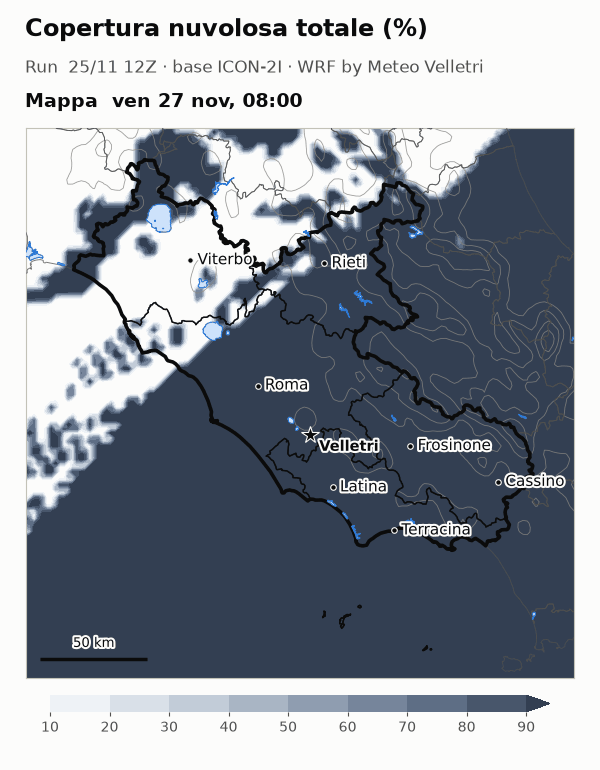 Copertura nuvolosa totale (%)
Run  25/11 12Z · base ICON-2I · WRF by Meteo Velletri
Mappa  ven 27 nov, 08:00
Viterbo
Rieti
Roma
Velletri
Frosinone
Latina
Cassino
Terracina
50 km
10 20 30 40 50 60 70 80 90